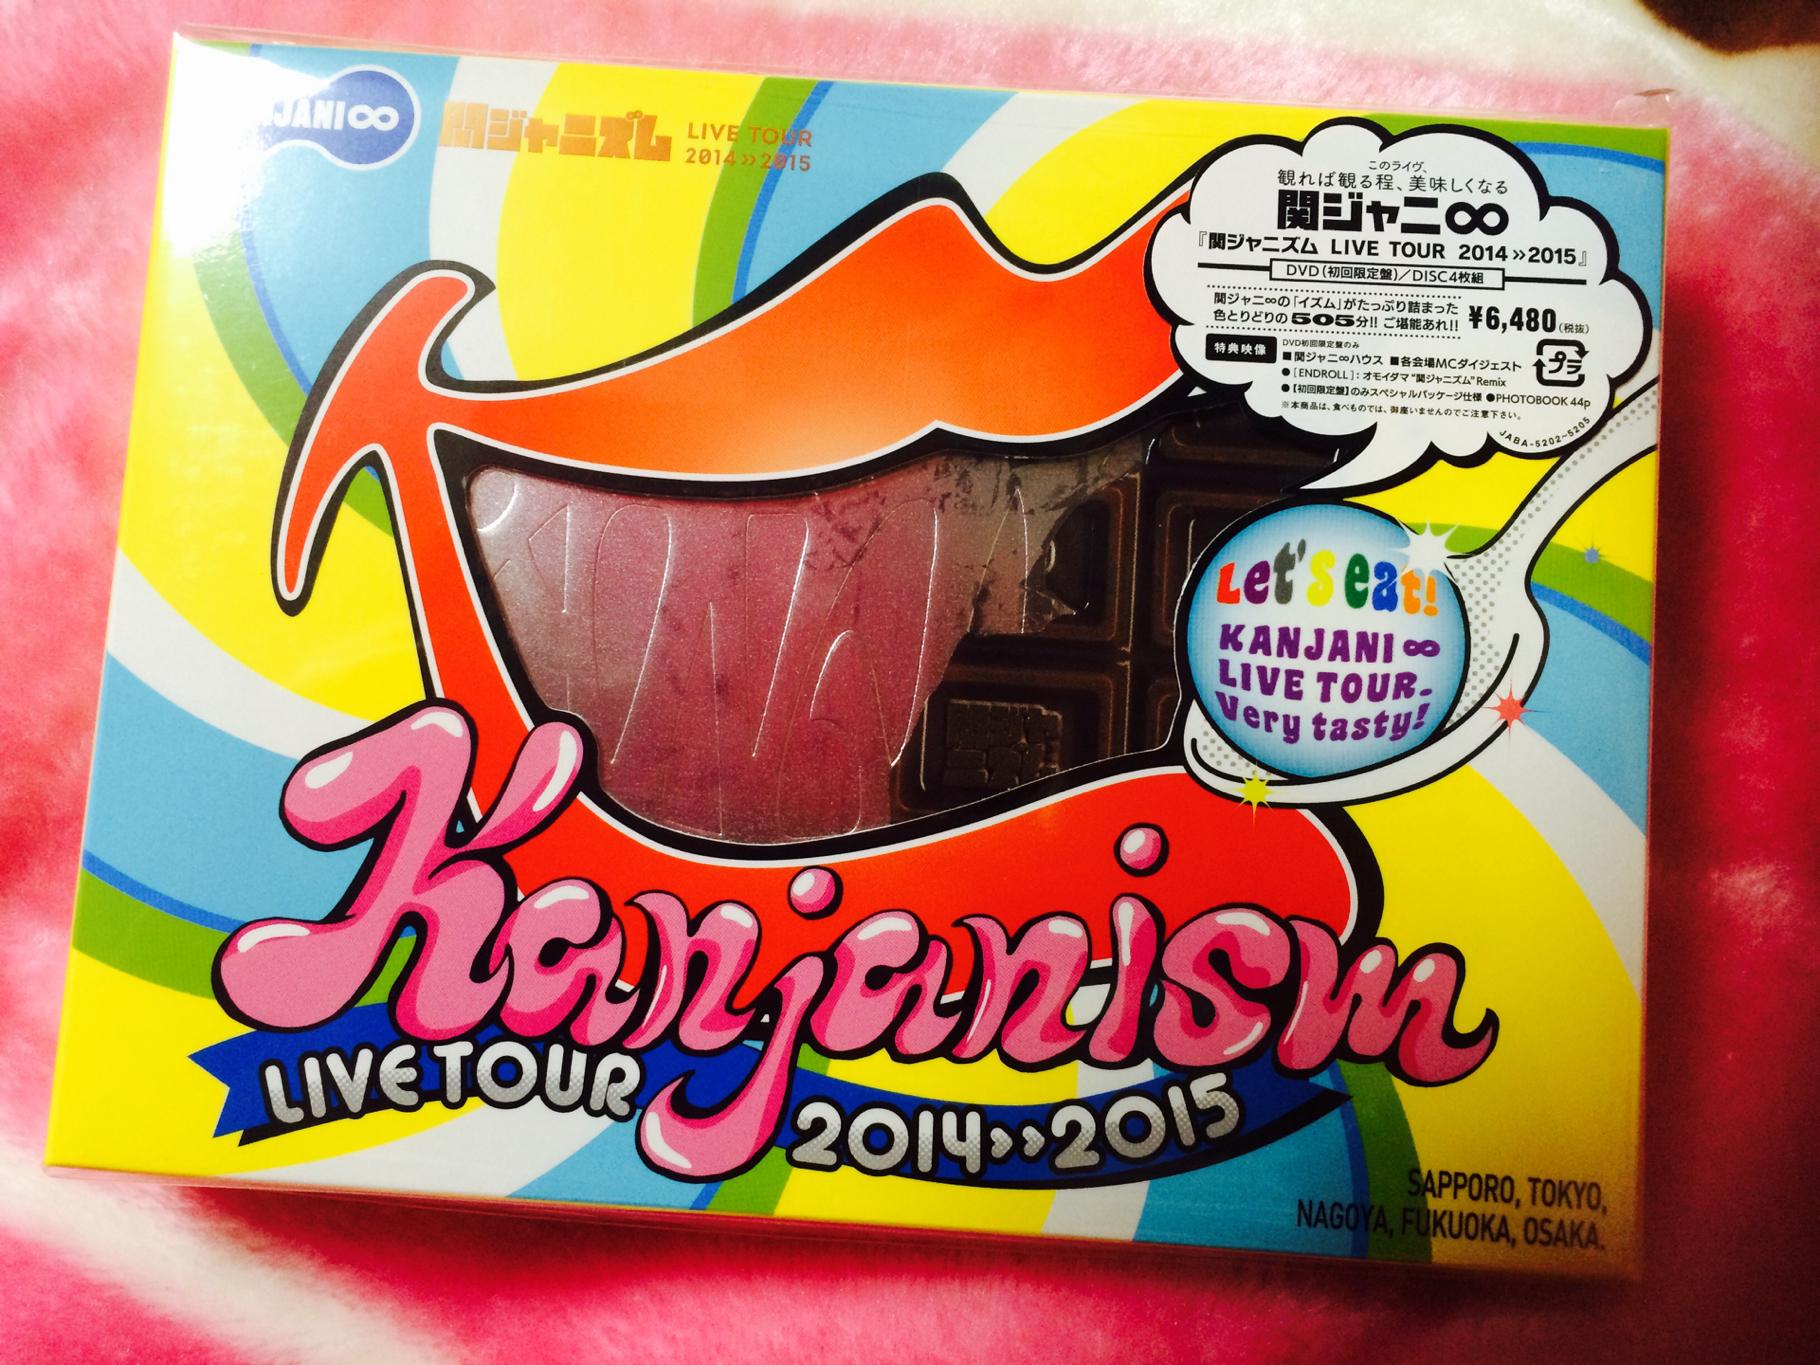 JANI∞
関ジャニズム LIVE TOUR
2014»2015
このライヴ、
観れば観る程、美味しくなる
関ジャニ∞
『関ジャニズム LIVE TOUR 2014»2015』
DVD(初回限定盤)/DISC4枚組
関ジャニ∞の「イズム」がたっぷり詰まった
色とりどりの505分!! ご堪能あれ!!
¥6,480(税抜)
特典映像
DVD初回限定盤のみ
■関ジャニ∞ハウス ■各会場MCダイジェスト
●[ENDROLL]:オモイダマ"関ジャニズム"Remix
●【初回限定盤】のみスペシャルパッケージ仕様 ●PHOTOBOOK 44p
※本商品は、食べものでは、御座いませんのでご注意下さい。
プラ
JABA-5202~5205
Let's eat!
KANJANI∞
LIVE TOUR.
Very tasty!
Kanjanism
LIVE TOUR 2014»2015
SAPPORO, TOKYO,
NAGOYA, FUKUOKA, OSAKA.